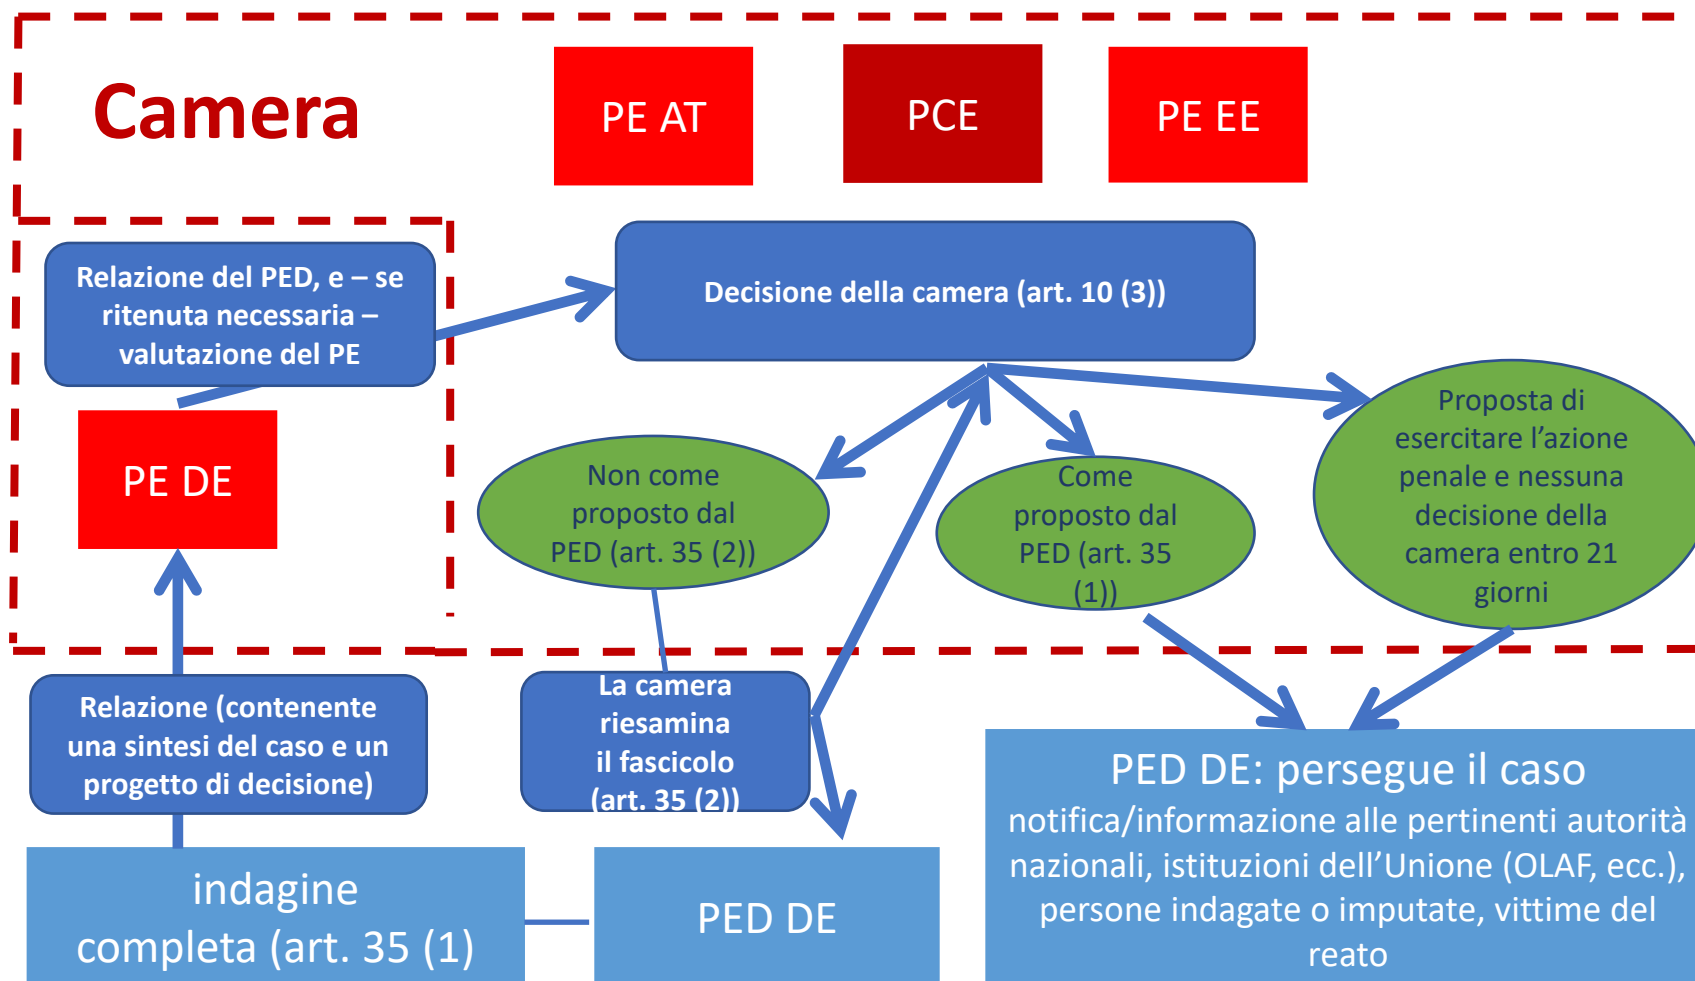 Camera
PE AT
PCE
PE EE
Relazione del PED, e – se
ritenuta necessaria –
valutazione del PE
Decisione della camera (art. 10 (3))
PE DE
Non come
proposto dal
PED (art. 35 (2))
Come
proposto dal
PED (art. 35
(1))
Proposta di
esercitare l’azione
penale e nessuna
decisione della
camera entro 21
giorni
Relazione (contenente
una sintesi del caso e un
progetto di decisione)
La camera
riesamina
il fascicolo
(art. 35 (2))
indagine
completa (art. 35 (1)
PED DE
PED DE: persegue il caso
notifica/informazione alle pertinenti autorità
nazionali, istituzioni dell’Unione (OLAF, ecc.),
persone indagate o imputate, vittime del
reato